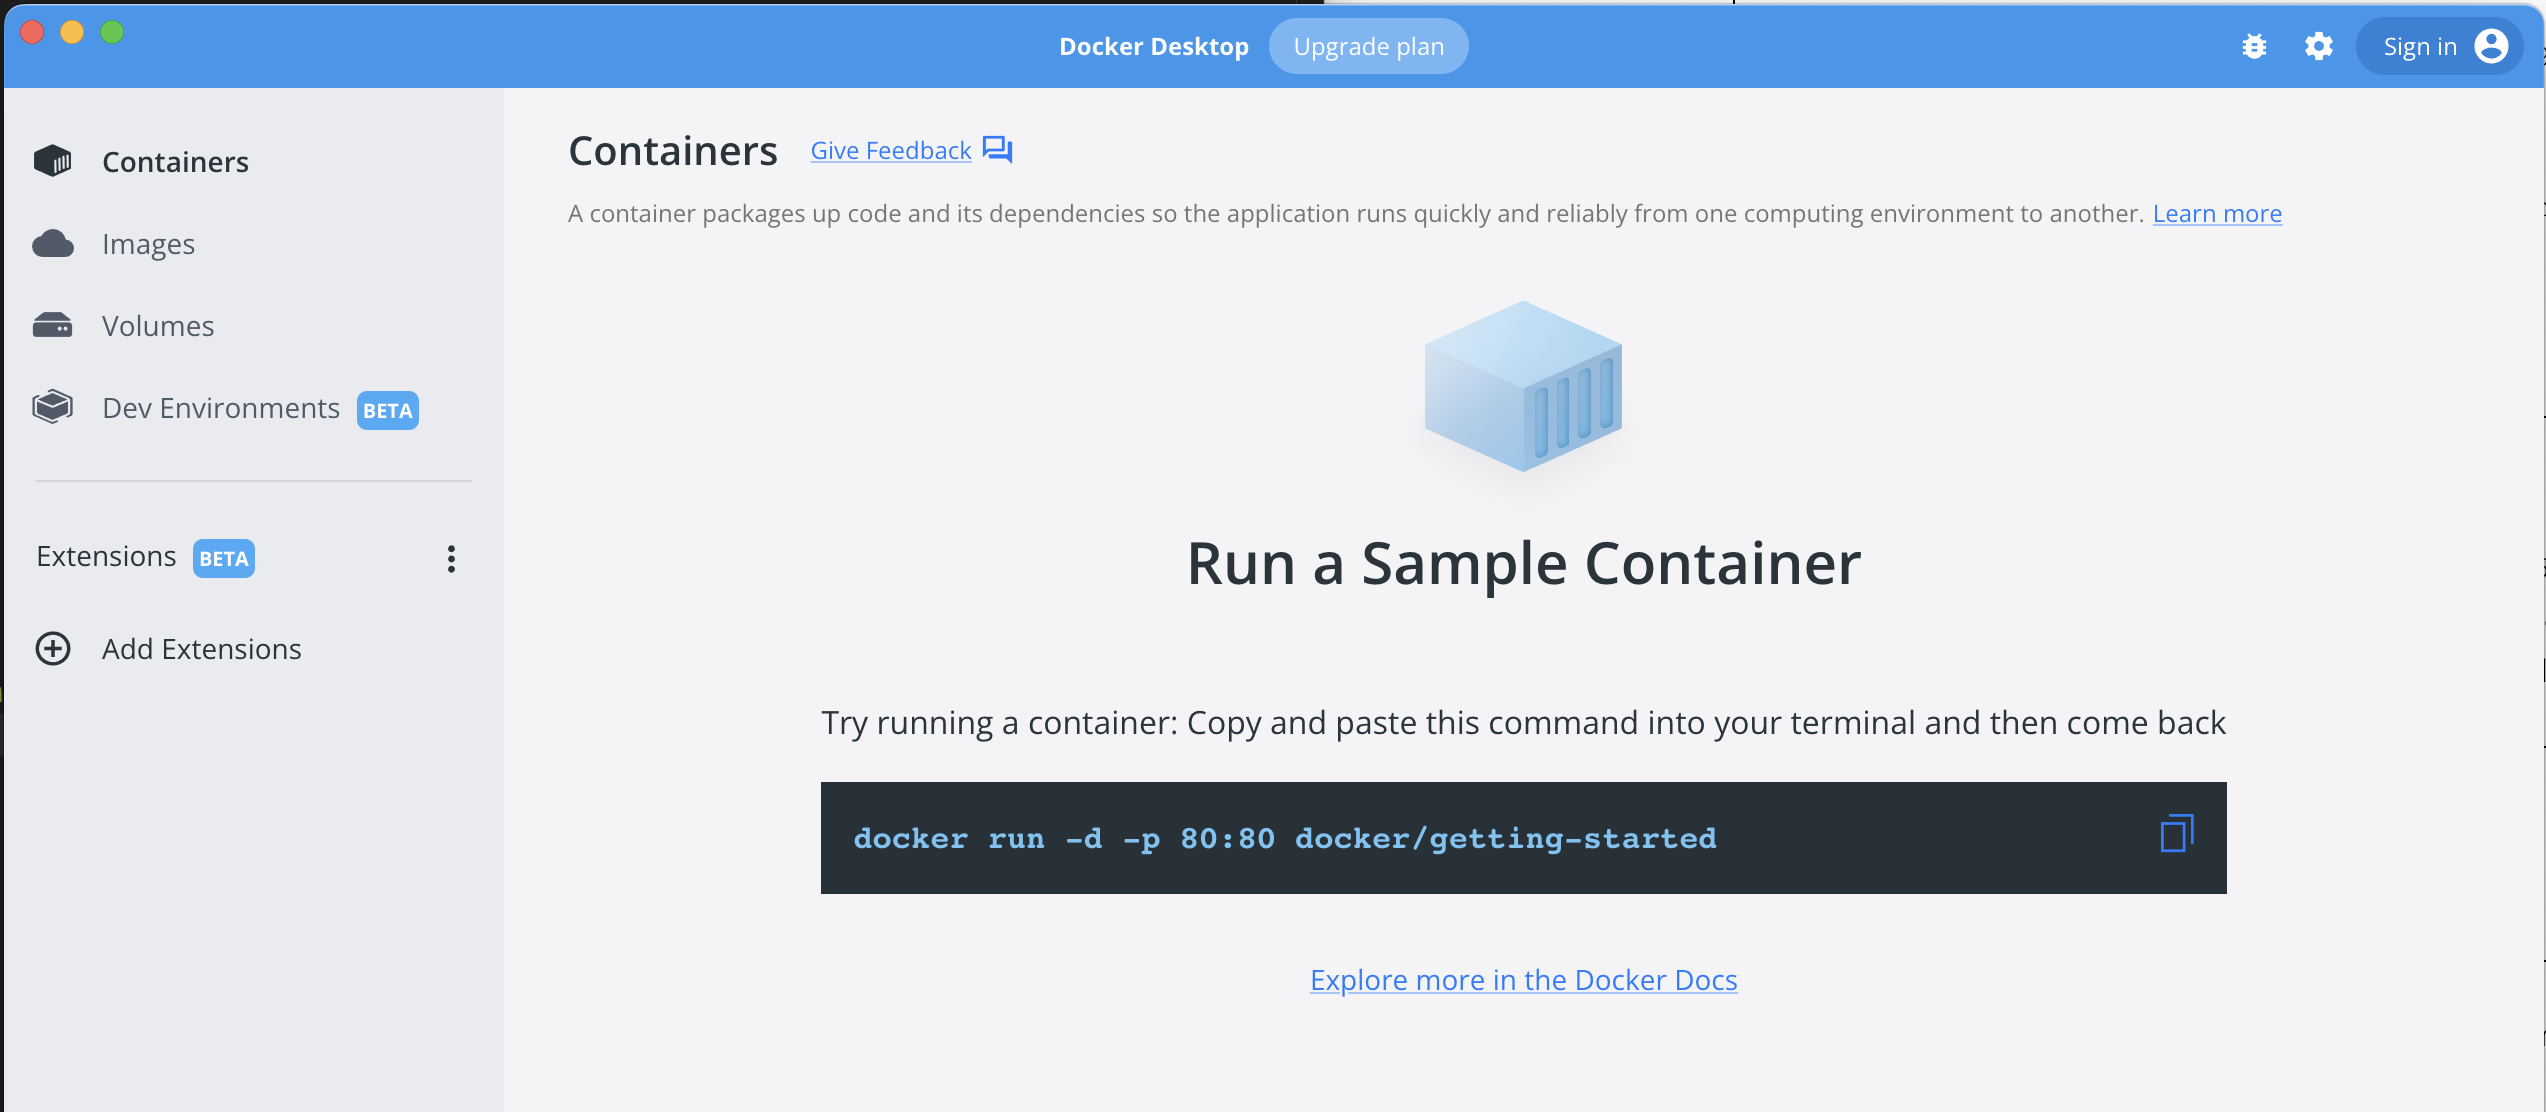 Docker Desktop
Upgrade plan
Sign in
Containers
Images
Volumes
Dev Environments BETA
Extensions BETA
Add Extensions
Containers Give Feedback
A container packages up code and its dependencies so the application runs quickly and reliably from one computing environment to another. Learn more
Run a Sample Container
Try running a container: Copy and paste this command into your terminal and then come back
docker run -d -p 80:80 docker/getting-started
Explore more in the Docker Docs